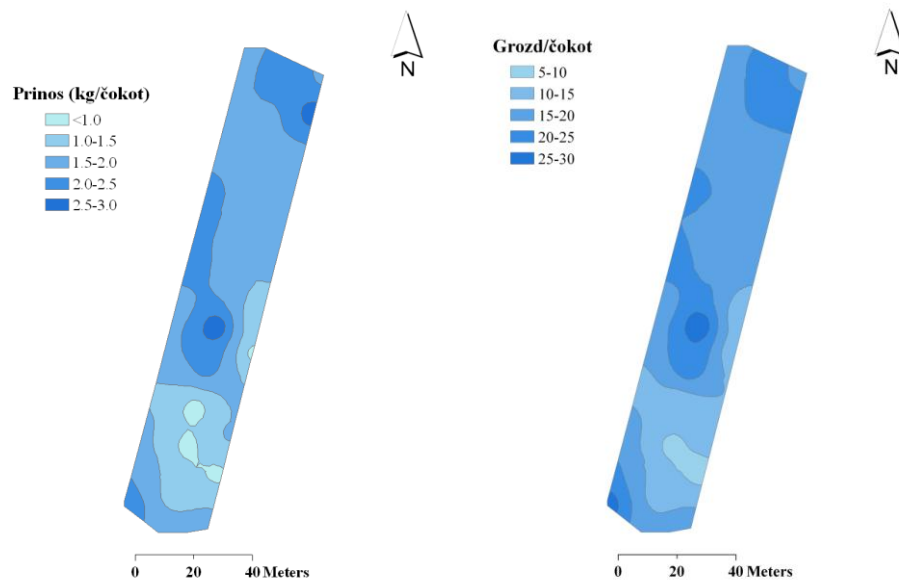 N
Prinos (kg/čokot)
<1.0
1.0-1.5
1.5-2.0
2.0-2.5
2.5-3.0
0 20 40 Meters
N
Grozd/čokot
5-10
10-15
15-20
20-25
25-30
0 20 40 Meters